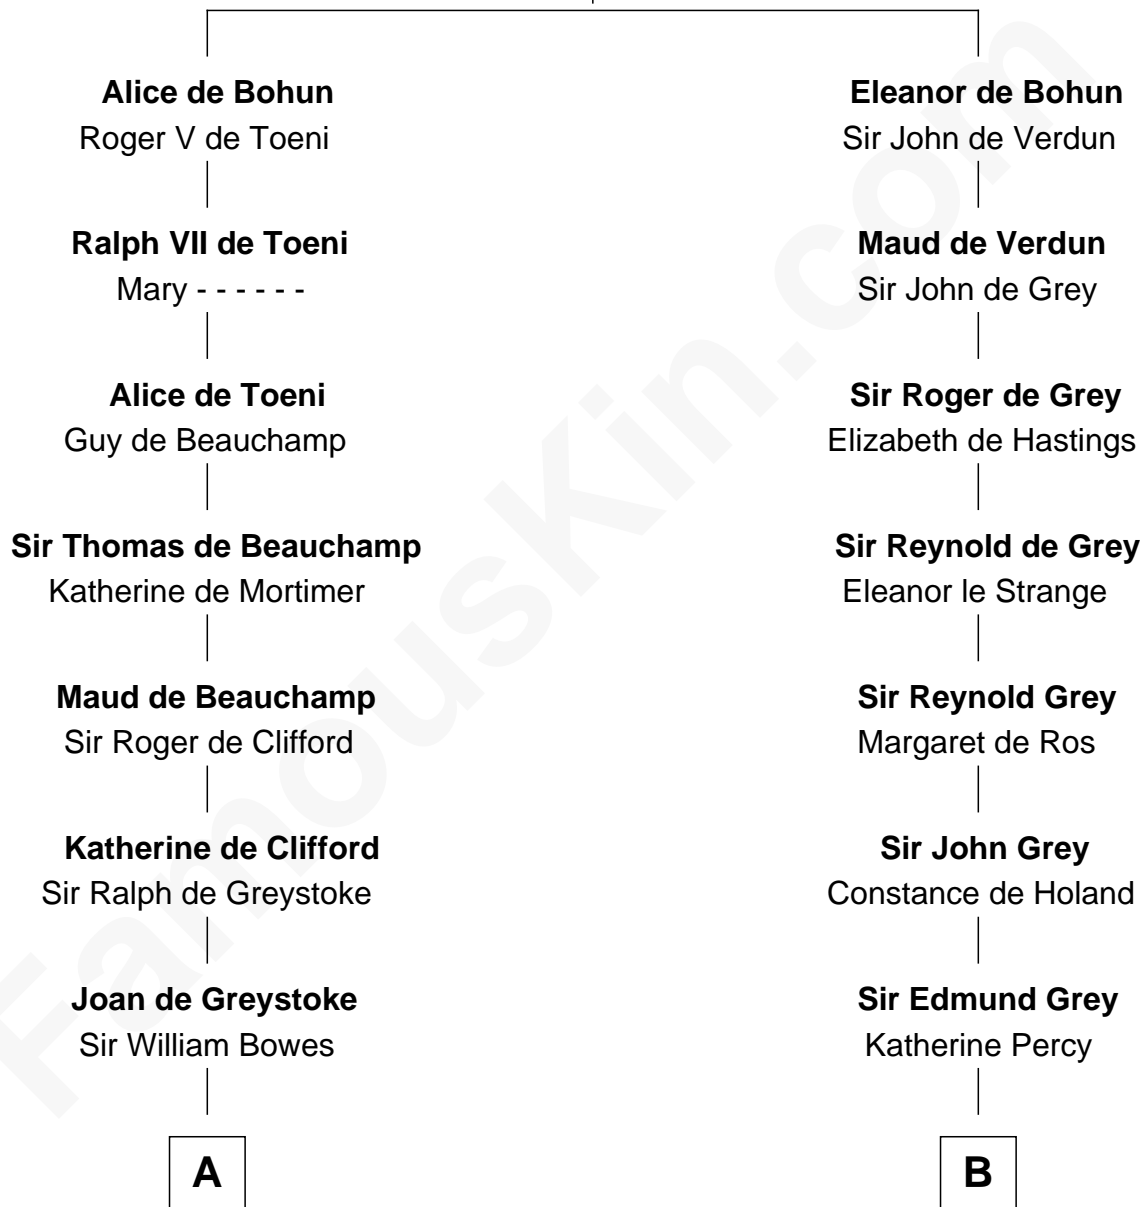 Alice de Bohun
Roger V de Toeni
Ralph VII de Toeni
Mary - - - - - -
Alice de Toeni
Guy de Beauchamp
Sir Thomas de Beauchamp
Katherine de Mortimer
Maud de Beauchamp
Sir Roger de Clifford
Katherine de Clifford
Sir Ralph de Greystoke
Joan de Greystoke
Sir William Bowes
A
Eleanor de Bohun
Sir John de Verdun
Maud de Verdun
Sir John de Grey
Sir Roger de Grey
Elizabeth de Hastings
Sir Reynold de Grey
Eleanor le Strange
Sir Reynold Grey
Margaret de Ros
Sir John Grey
Constance de Holand
Sir Edmund Grey
Katherine Percy
B
FamousKin.com